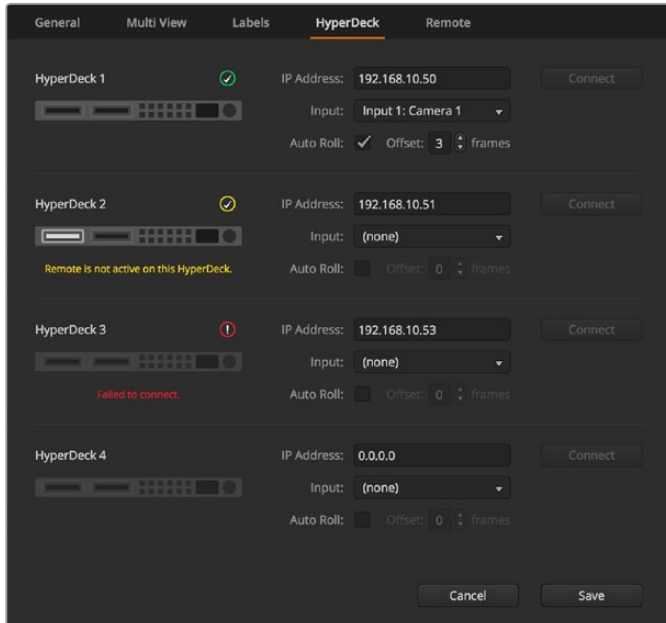 General Multi View Labels HyperDeck Remote
HyperDeck 1 IP Address: 192.168.10.50 Connect
Input: Input 1: Camera 1
Auto Roll: Offset: 3 frames
HyperDeck 2 IP Address: 192.168.10.51 Connect
Input: (none)
Remote is not active on this HyperDeck.
Auto Roll: Offset: 0 frames
HyperDeck 3 IP Address: 192.168.10.53 Connect
Input: (none)
Failed to connect. Auto Roll: Offset: 0 frames
HyperDeck 4 IP Address: 0.0.0.0 Connect
Input: (none)
Auto Roll: Offset: 0 frames
Cancel Save